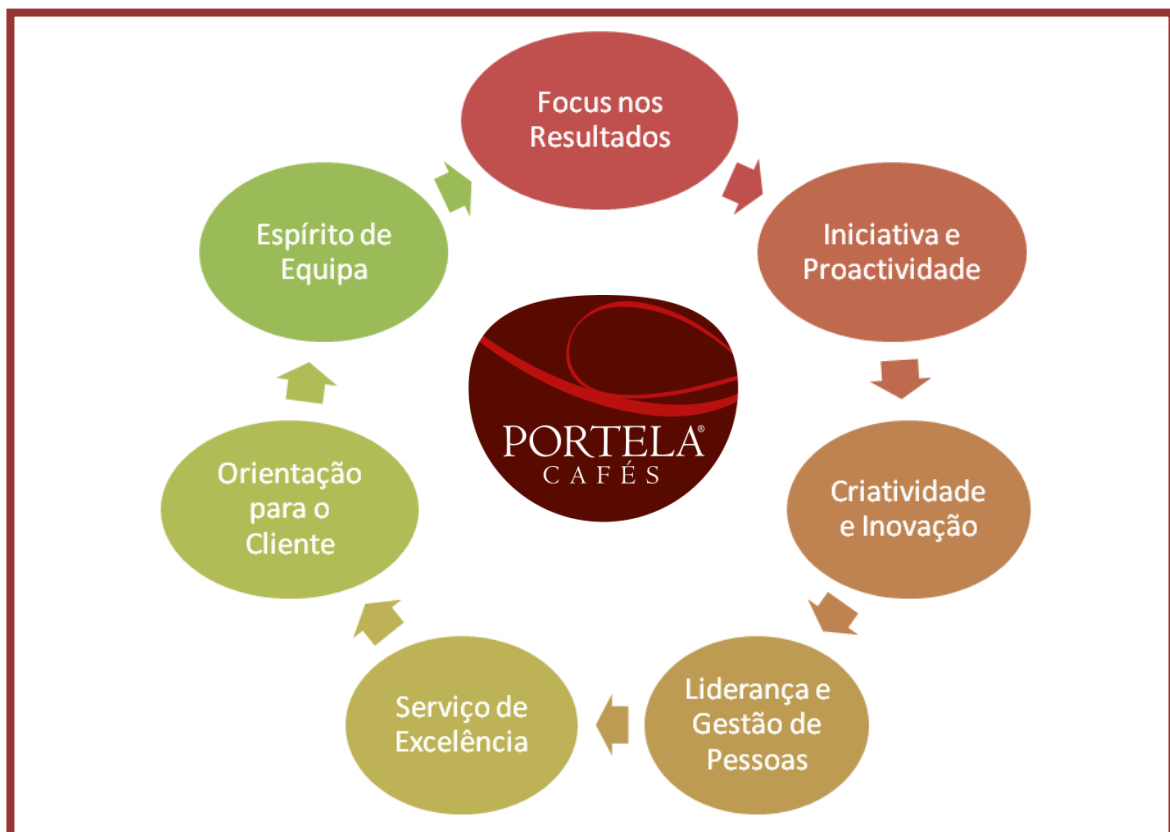 Focus nos
Resultados
Iniciativa e
Proactividade
Criatividade
e Inovação
Liderança e
Gestão de
Pessoas
Serviço de
Excelência
Orientação
para o
Cliente
Espírito de
Equipa
PORTELA®
CAFÉS